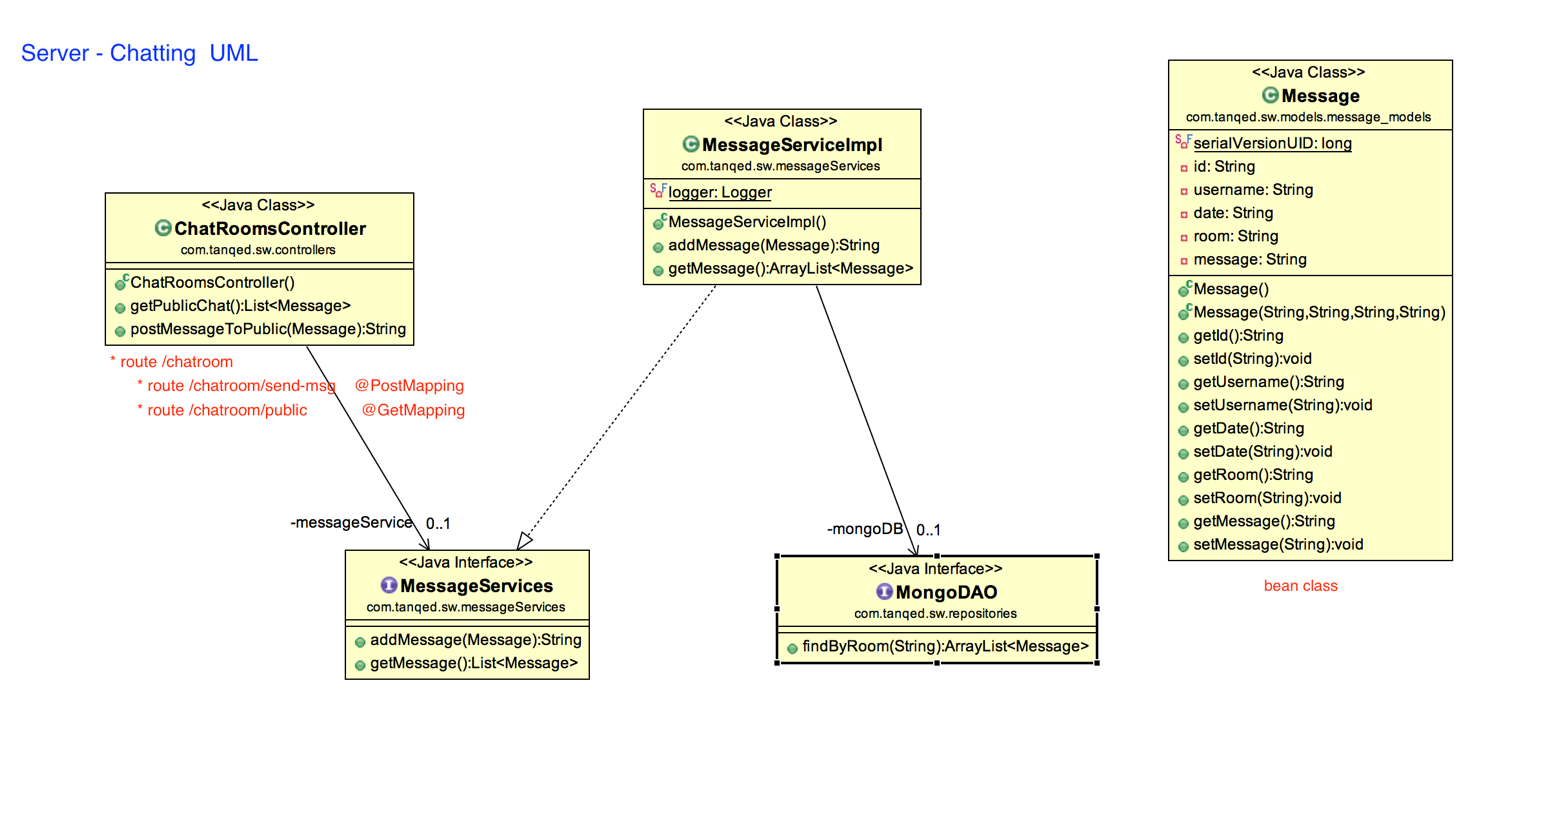 Server - Chatting  UML
<<Java Class>>
ChatRoomsController
com.tanqed.sw.controllers
ChatRoomsController()
getPublicChat():List<Message>
postMessageToPublic(Message):String
* route /chatroom
* route /chatroom/send-msg @PostMapping
* route /chatroom/public @GetMapping
<<Java Class>>
MessageServiceImpl
com.tanqed.sw.messageServices
logger: Logger
MessageServiceImpl()
addMessage(Message):String
getMessage():ArrayList<Message>
-messageService 0..1
<<Java Interface>>
MessageServices
com.tanqed.sw.messageServices
addMessage(Message):String
getMessage():List<Message>
-mongoDB 0..1
<<Java Interface>>
MongoDAO
com.tanqed.sw.repositories
findByRoom(String):ArrayList<Message>
<<Java Class>>
Message
com.tanqed.sw.models.message_models
serialVersionUID: long
id: String
username: String
date: String
room: String
message: String
Message()
Message(String,String,String,String)
getId():String
setId(String):void
getUsername():String
setUsername(String):void
getDate():String
setDate(String):void
getRoom():String
setRoom(String):void
getMessage():String
setMessage(String):void
bean class